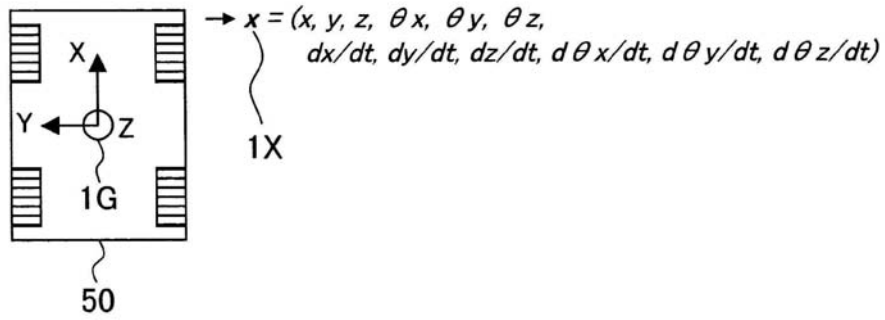 → x = (x, y, z, θx, θy, θz,
dx/dt, dy/dt, dz/dt, dθx/dt, dθy/dt, dθz/dt)
X
Y
Z
1X
1G
50